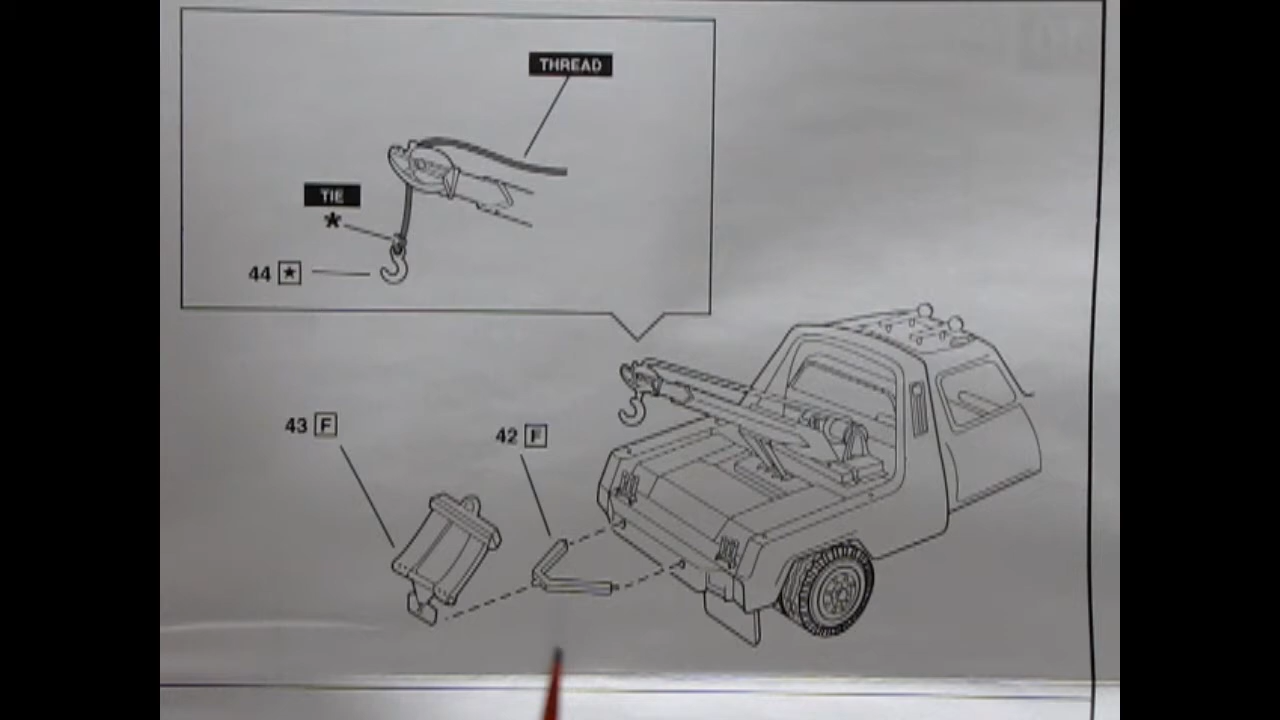 THREAD
TIE
*
44 ★
43 F
42 F